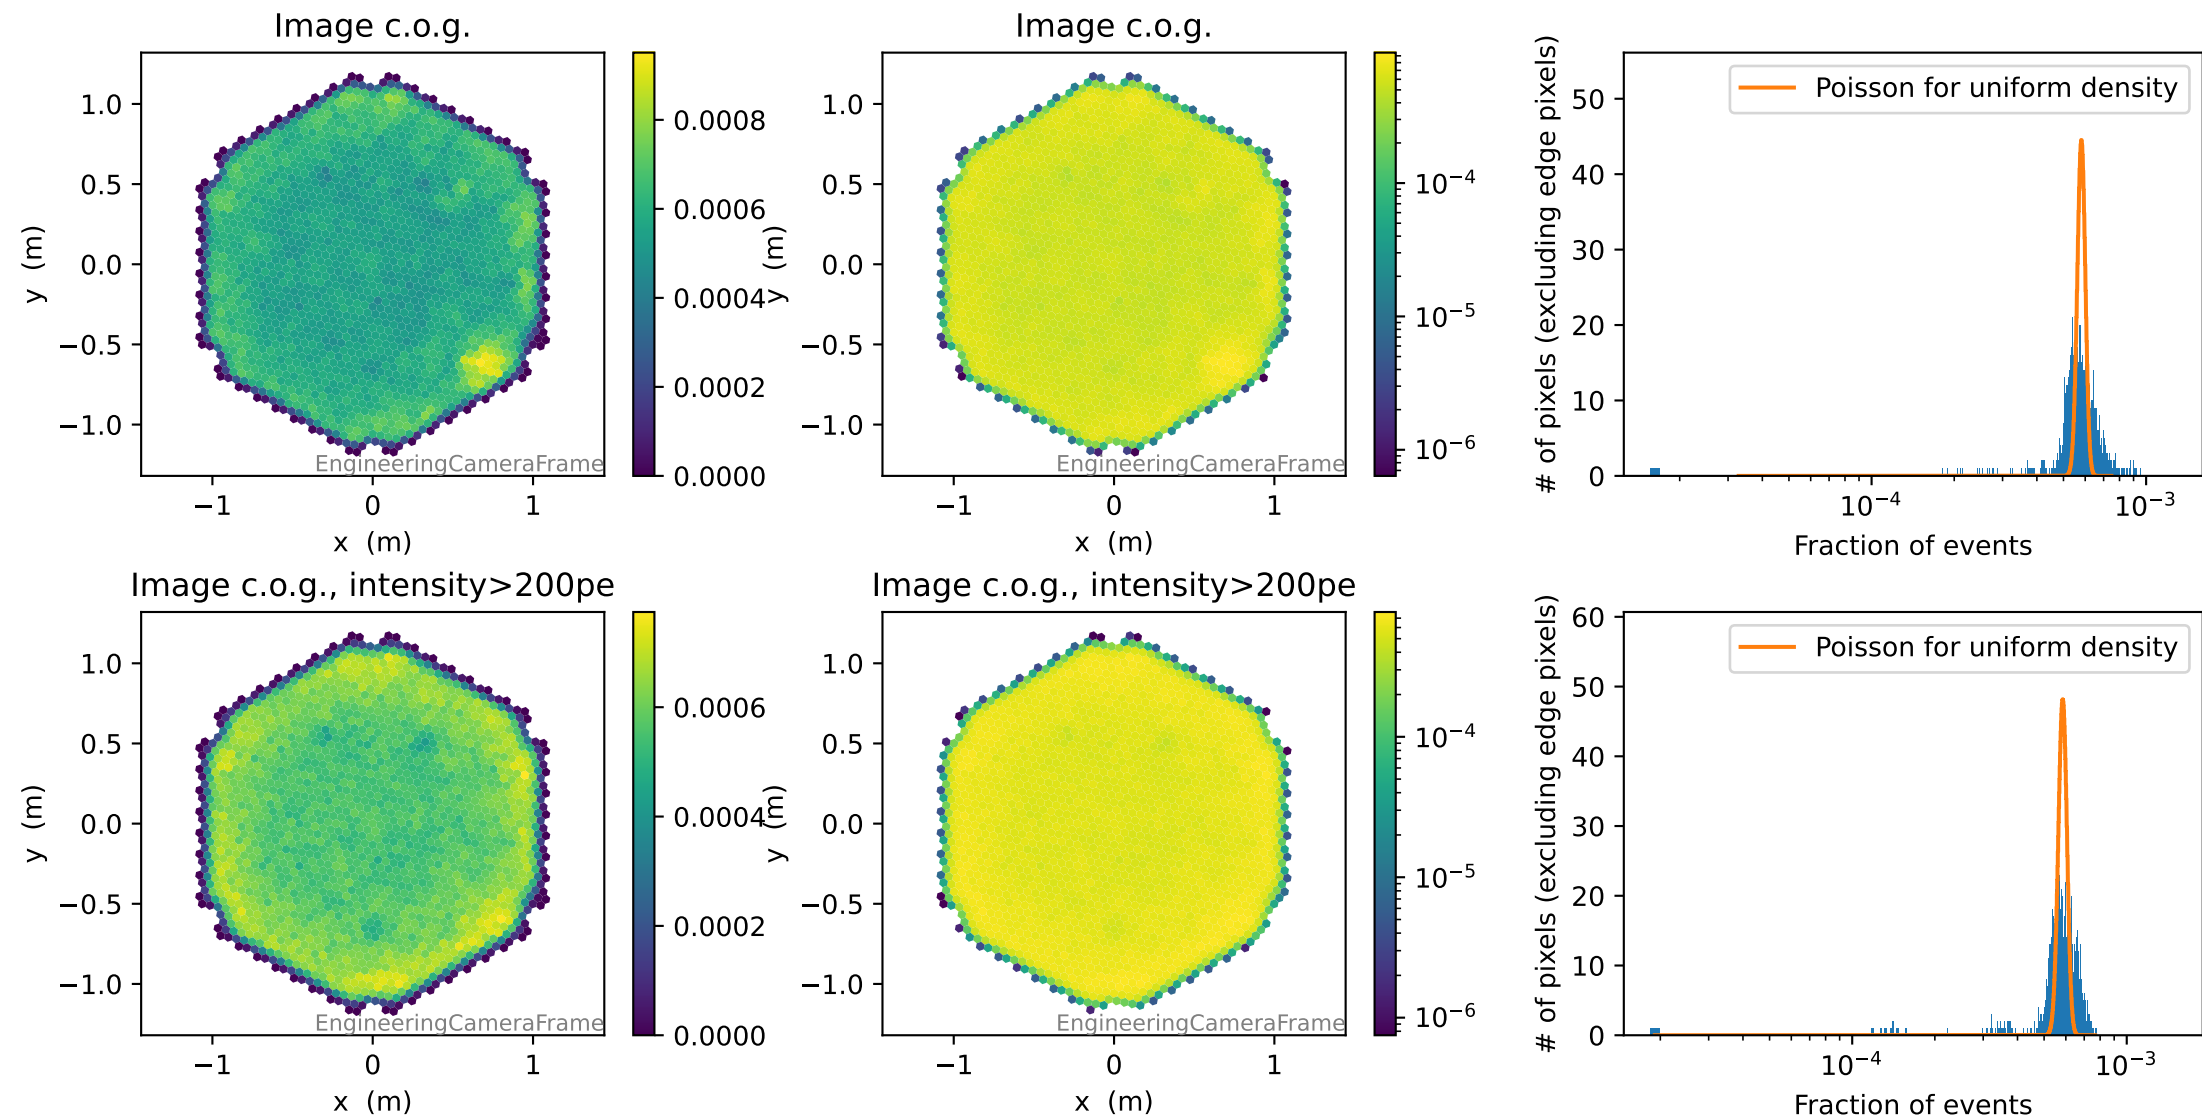 Image c.o.g.
1.0
0.5
0.0
−0.5
−1.0
y (m)
−1
0
1
x (m)
EngineeringCameraFrame
0.0008
0.0006
0.0004
0.0002
0.0000
Image c.o.g.
1.0
0.5
0.0
−0.5
−1.0
y (m)
−1
0
1
x (m)
EngineeringCameraFrame
10⁻⁴
10⁻⁵
10⁻⁶
# of pixels (excluding edge pixels)
50
40
30
20
10
0
Poisson for uniform density
10⁻⁴
10⁻³
Fraction of events
Image c.o.g., intensity>200pe
1.0
0.5
0.0
−0.5
−1.0
y (m)
−1
0
1
x (m)
EngineeringCameraFrame
0.0006
0.0004
0.0002
0.0000
Image c.o.g., intensity>200pe
1.0
0.5
0.0
−0.5
−1.0
y (m)
−1
0
1
x (m)
EngineeringCameraFrame
10⁻⁴
10⁻⁵
10⁻⁶
# of pixels (excluding edge pixels)
60
50
40
30
20
10
0
Poisson for uniform density
10⁻⁴
10⁻³
Fraction of events